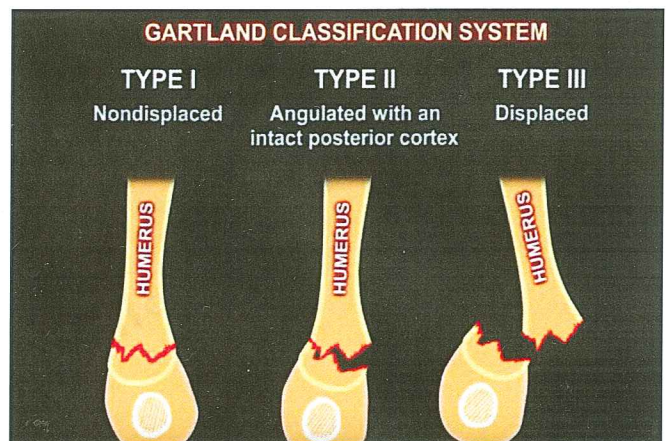 GARTLAND CLASSIFICATION SYSTEM
TYPE I
Nondisplaced
TYPE II
Angulated with an
intact posterior cortex
TYPE III
Displaced
HUMERUS
HUMERUS
HUMERUS